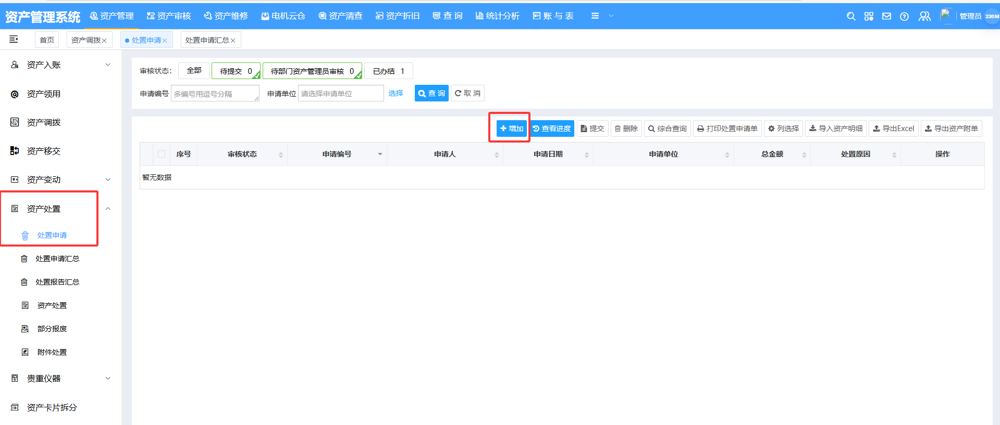 资产管理系统 资产管理 资产审核 资产维修 电机云仓 资产清查 资产折旧 查 询 统计分析 账 与 表 管理员 230M
首页 资产调拨× 处置申请× 处置申请汇总×
资产入账
资产领用
资产调拨
资产移交
资产变动
资产处置
处置申请
处置申请汇总
处置报告汇总
资产处置
部分报废
附件处置
贵重仪器
资产卡片拆分
审核状态: 全部 待提交 0 待部门资产管理员审核 0 已办结 1
申请编号 多编号用逗号分隔 申请单位 请选择申请单位 选择 查 询 取 消
增加 查看进度 提交 删除 综合查询 打印处置申请单 列选择 导入资产明细 导出Excel 导出资产附单
序号 审核状态 申请编号 申请人 申请日期 申请单位 总金额 处置原因 操作
暂无数据